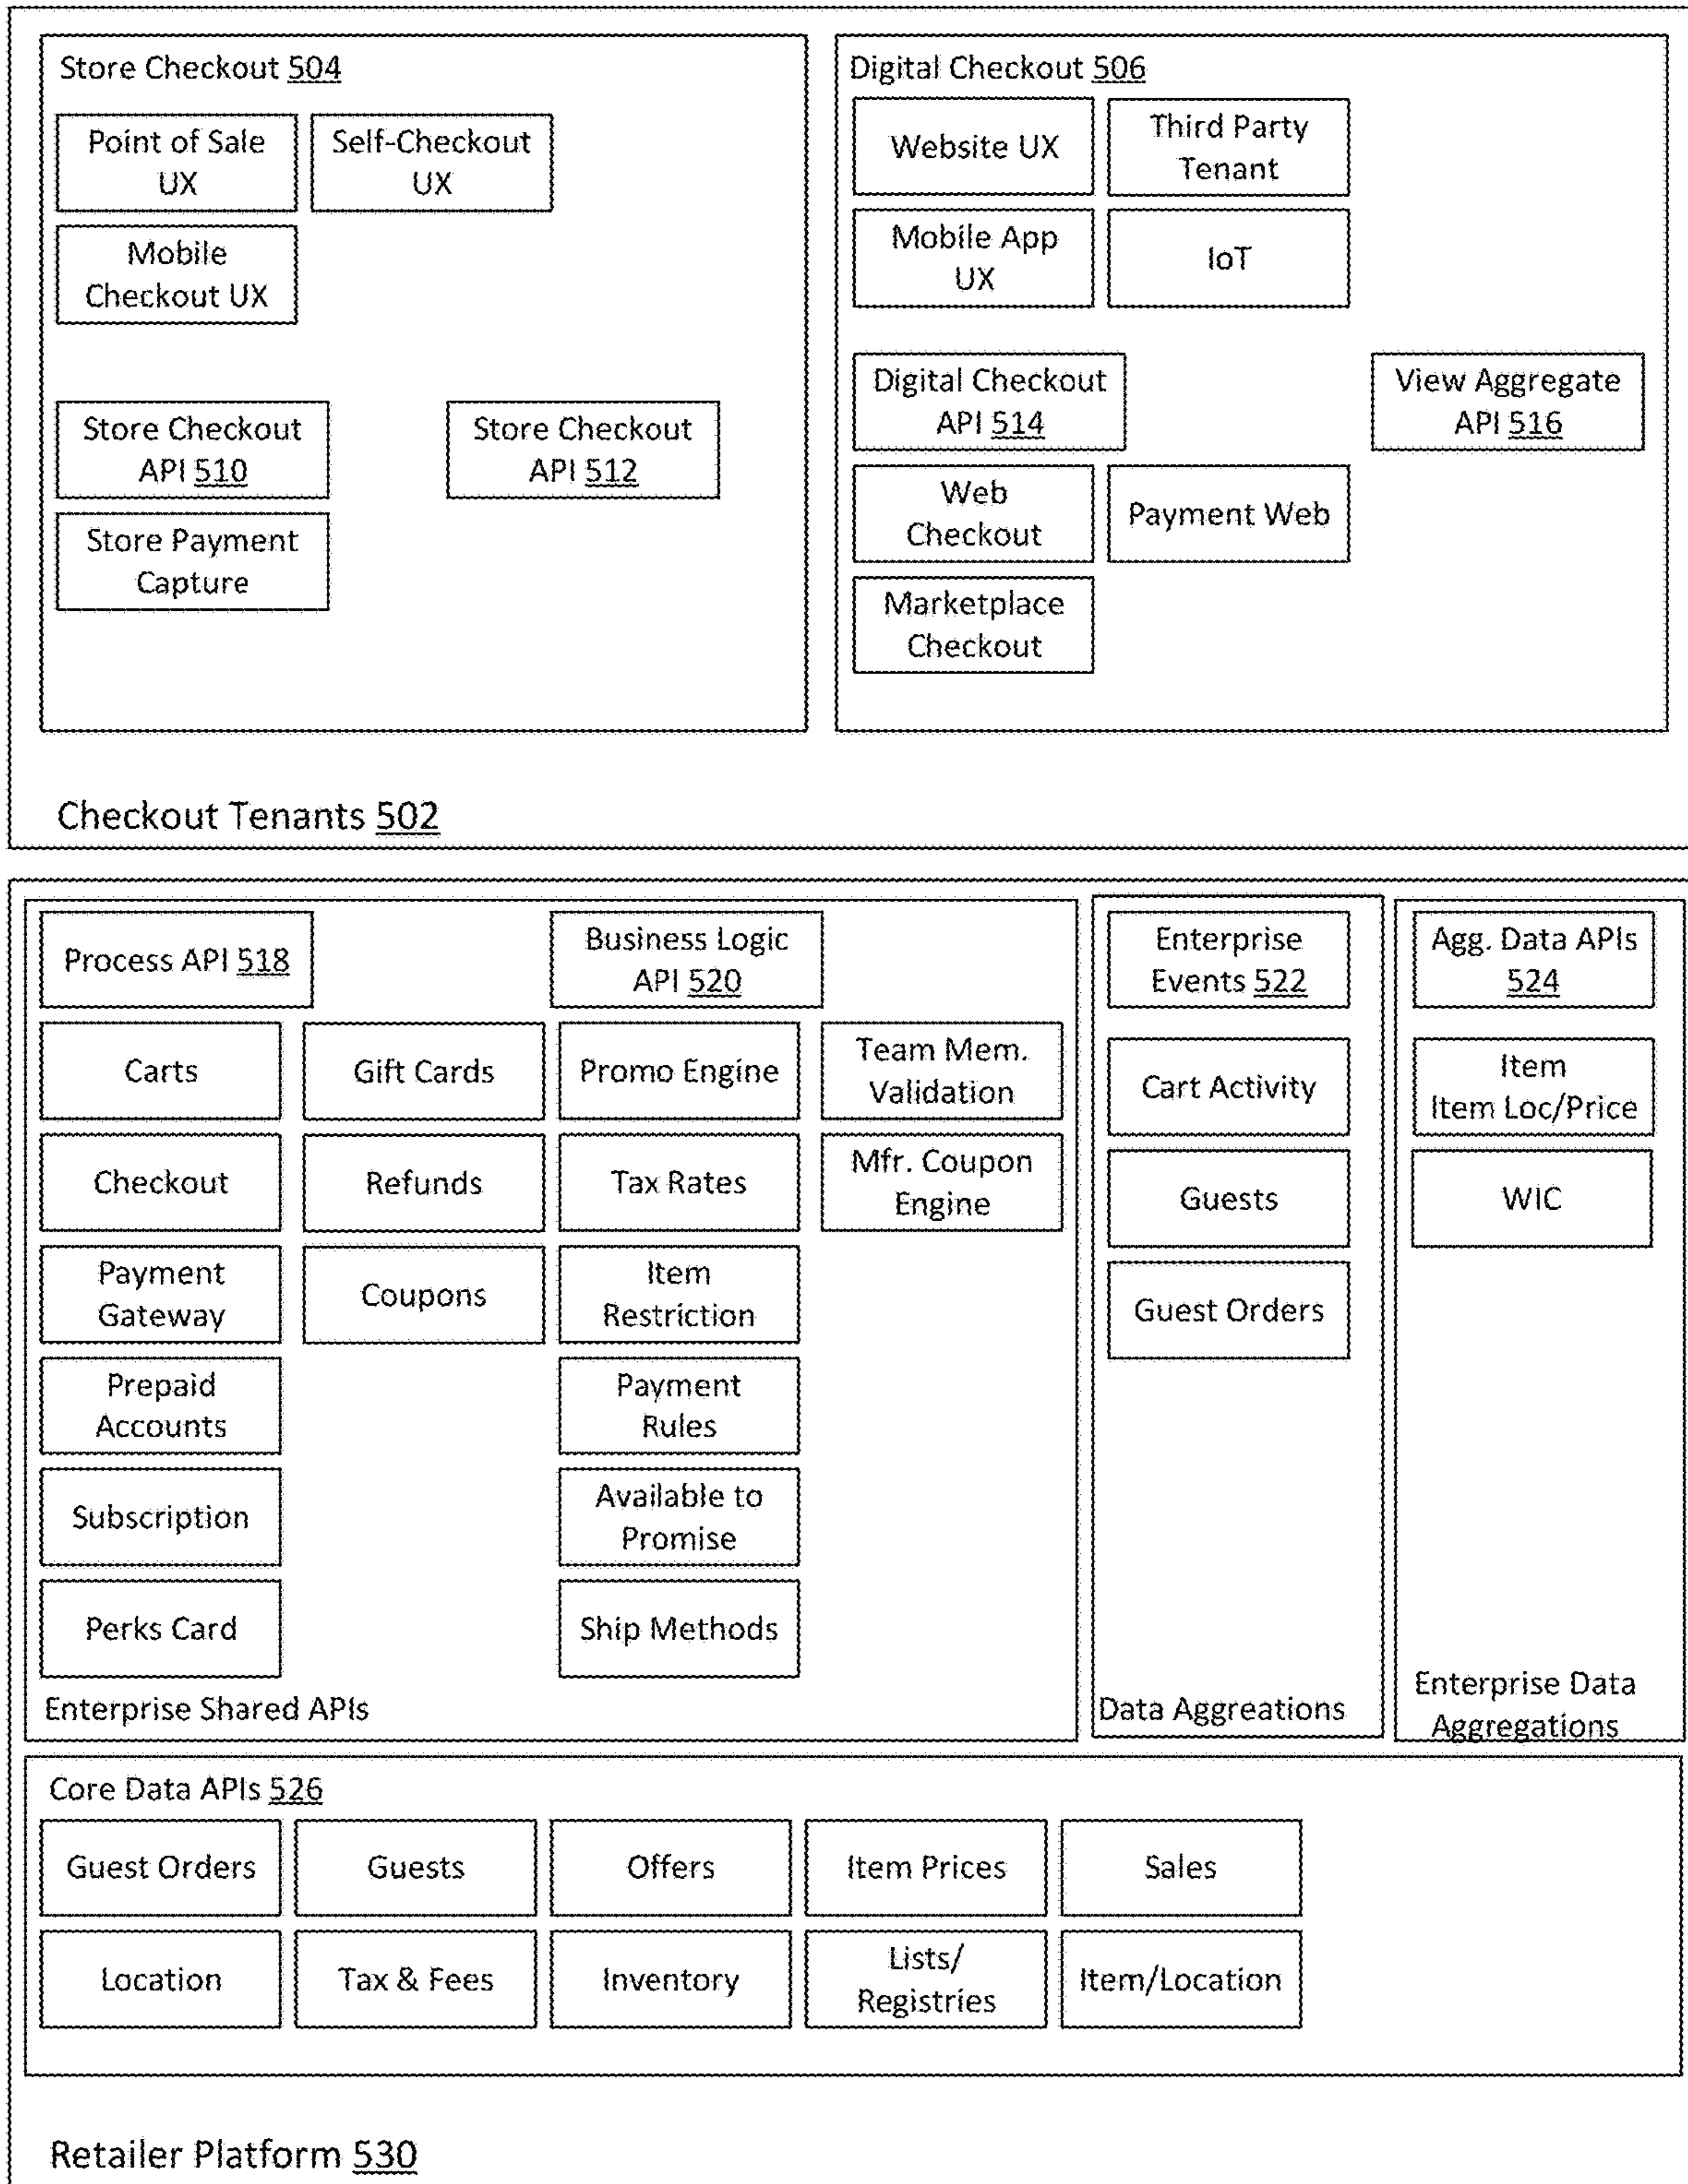 Store Checkout 504
Point of Sale
UX
Self-Checkout
UX
Mobile
Checkout UX
Store Checkout
API 510
Store Checkout
API 512
Store Payment
Capture
Digital Checkout 506
Website UX
Third Party
Tenant
Mobile App
UX
IoT
Digital Checkout
API 514
View Aggregate
API 516
Web
Checkout
Payment Web
Marketplace
Checkout
Checkout Tenants 502
Process API 518
Business Logic
API 520
Carts
Gift Cards
Promo Engine
Team Mem.
Validation
Checkout
Refunds
Tax Rates
Mfr. Coupon
Engine
Payment
Gateway
Coupons
Item
Restriction
Prepaid
Accounts
Payment
Rules
Subscription
Available to
Promise
Perks Card
Ship Methods
Enterprise Shared APIs
Enterprise
Events 522
Cart Activity
Guests
Guest Orders
Data Aggreations
Agg. Data APIs
524
Item
Item Loc/Price
WIC
Enterprise Data
Aggregations
Core Data APIs 526
Guest Orders
Guests
Offers
Item Prices
Sales
Location
Tax & Fees
Inventory
Lists/
Registries
Item/Location
Retailer Platform 530